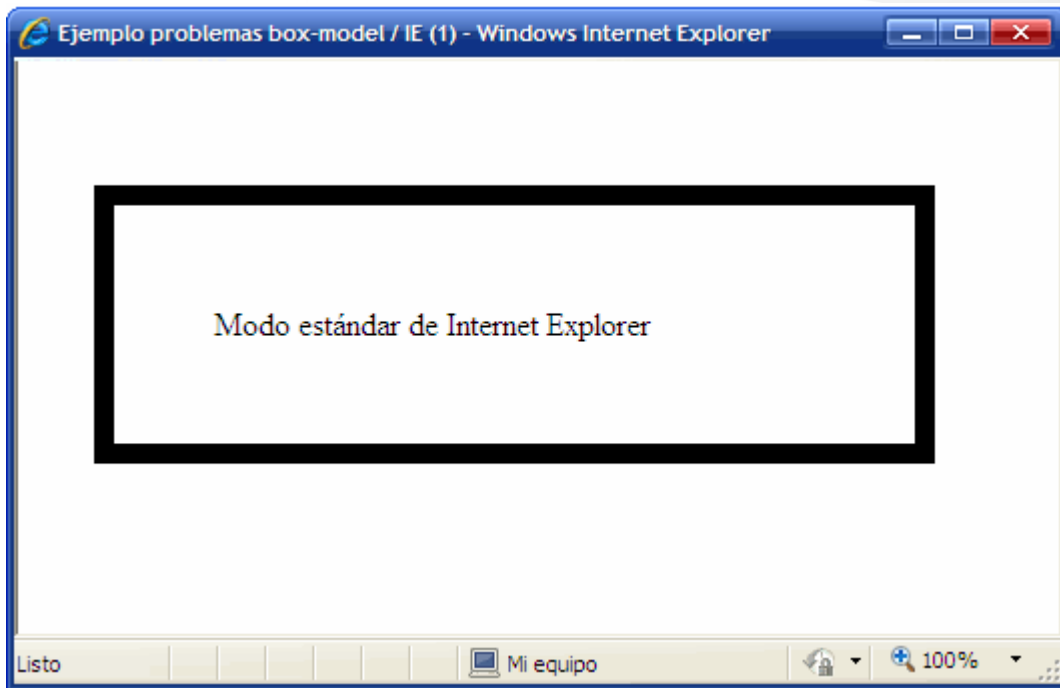 Ejemplo problemas box-model / IE (1) - Windows Internet Explorer
Modo estándar de Internet Explorer
Listo
Mi equipo
100%